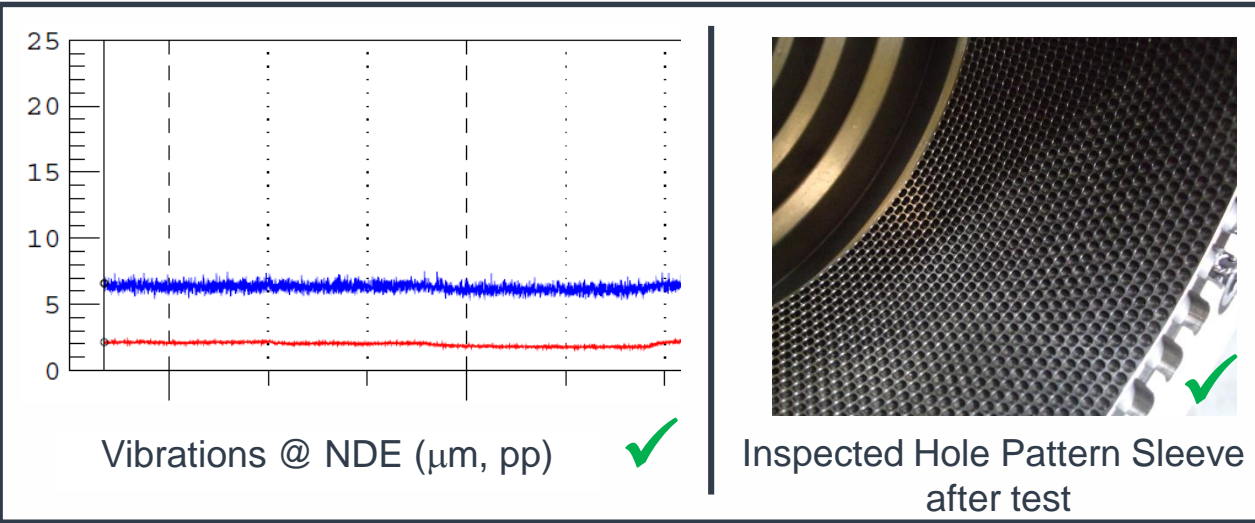 25
20
15
10
5
0
Vibrations @ NDE (μm, pp)
Inspected Hole Pattern Sleeve
after test